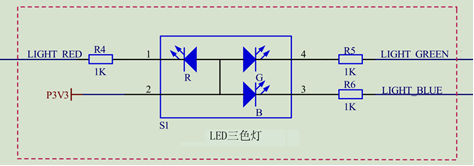 LIGHT_RED R4 1 4 R5 LIGHT_GREEN
1K R G 1K
P3V3 2 3 R6 LIGHT_BLUE
S1 B 1K
LED三色灯